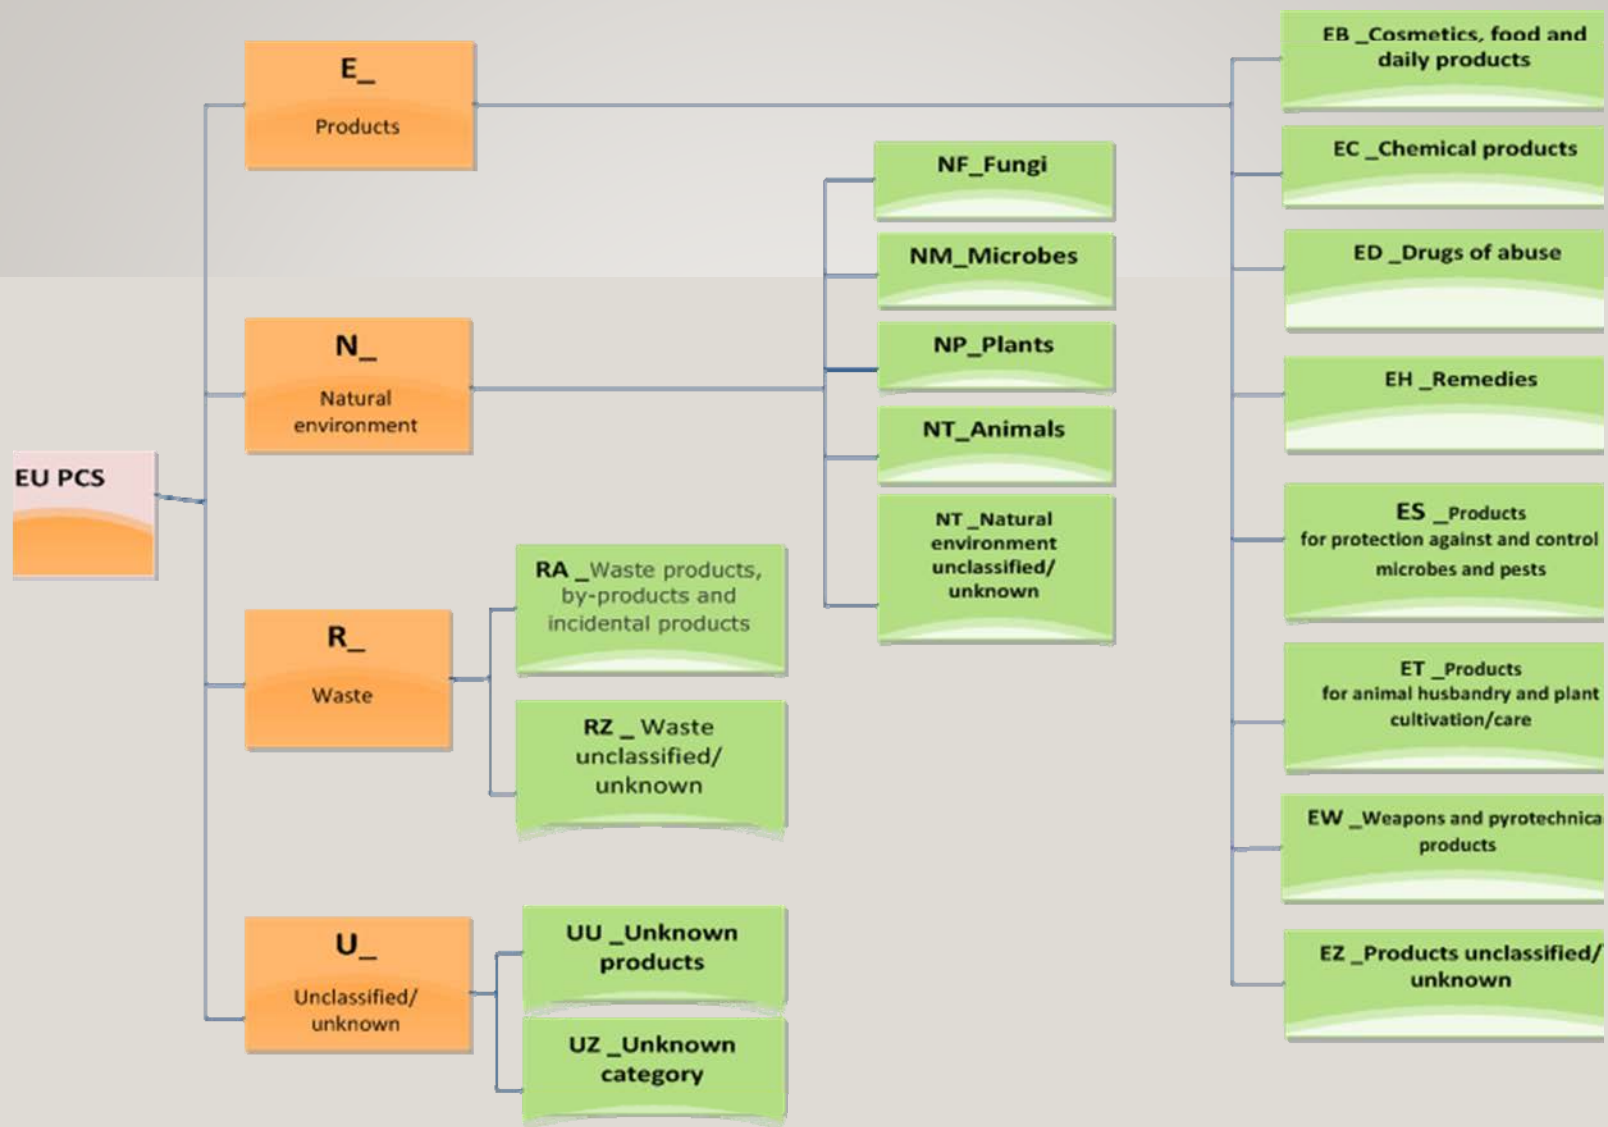 EU PCS
E_
Products
N_
Natural
environment
R_
Waste
U_
Unclassified/
unknown
RA _Waste products,
by-products and
incidental products
RZ _ Waste
unclassified/
unknown
UU _Unknown
products
UZ _Unknown
category
NF_Fungi
NM_Microbes
NP_Plants
NT_Animals
NT _Natural
environment
unclassified/
unknown
EB _Cosmetics, food and
daily products
EC _Chemical products
ED _Drugs of abuse
EH _Remedies
ES _Products
for protection against and control
microbes and pests
ET _Products
for animal husbandry and plant
cultivation/care
EW _Weapons and pyrotechnica
products
EZ _Products unclassified/
unknown